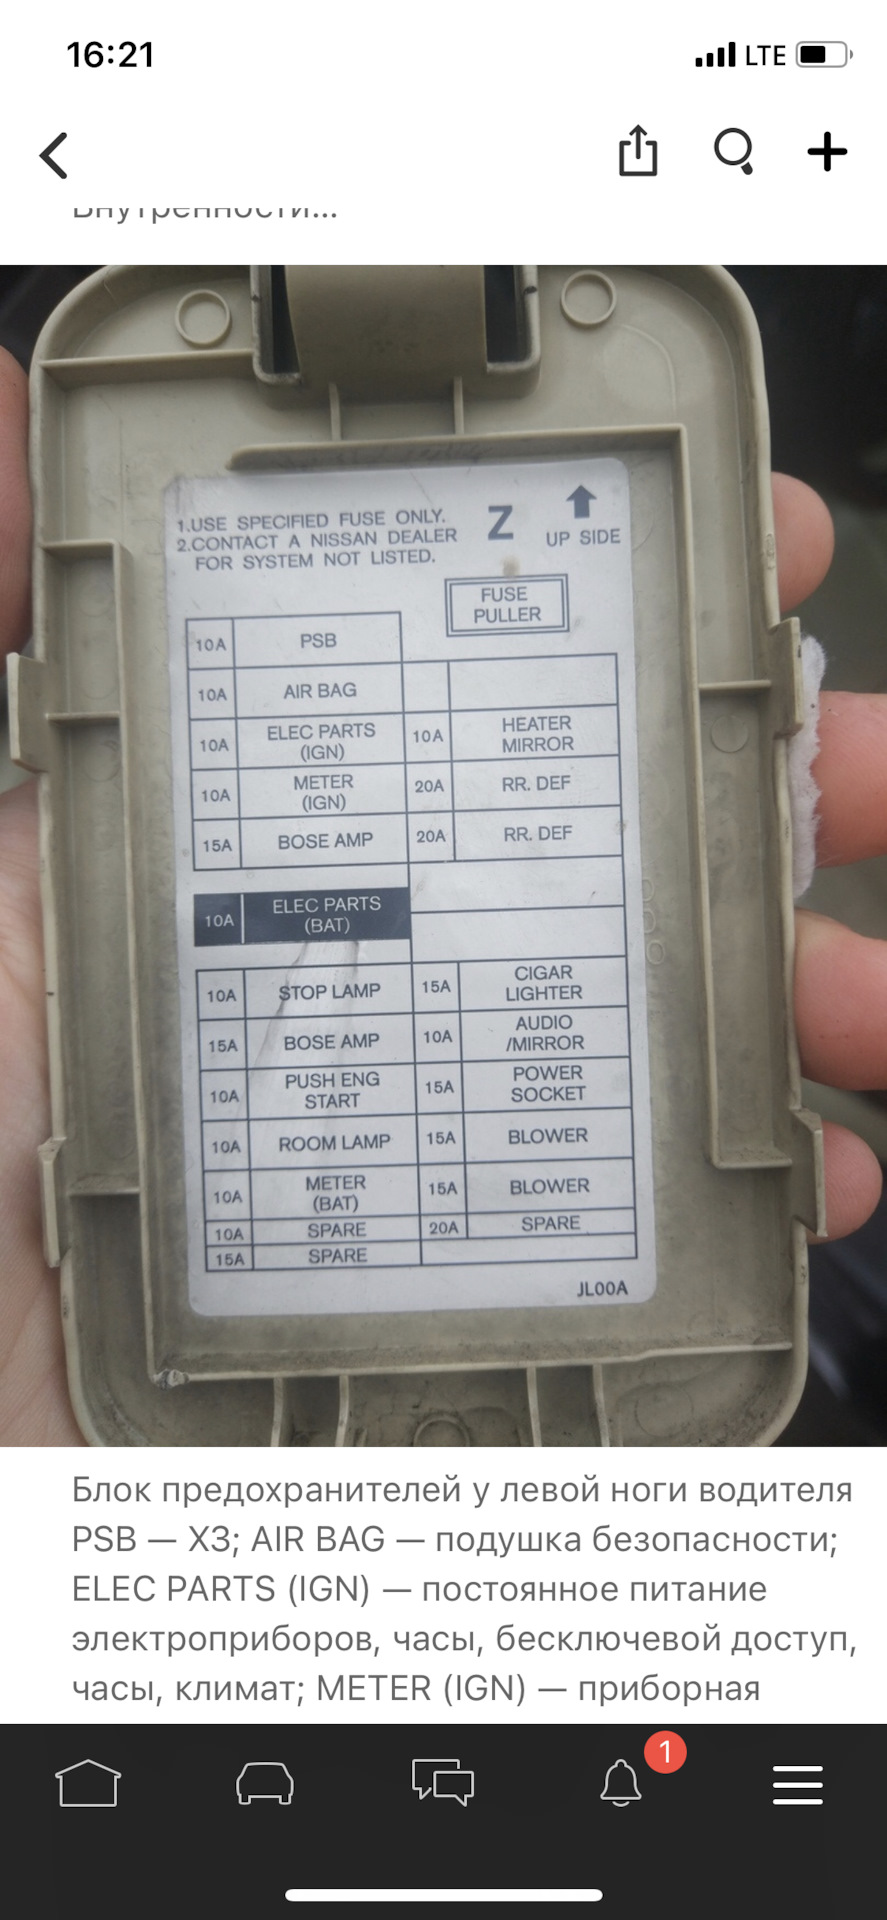 16:21
LTE
Внутренности...
1.USE SPECIFIED FUSE ONLY.
2.CONTACT A NISSAN DEALER
FOR SYSTEM NOT LISTED.
Z
UP SIDE
FUSE
PULLER
10A PSB
10A AIR BAG
10A ELEC PARTS
(IGN)
10A HEATER
MIRROR
10A METER
(IGN)
20A RR. DEF
15A BOSE AMP
20A RR. DEF
10A ELEC PARTS
(BAT)
10A STOP LAMP
15A CIGAR
LIGHTER
15A BOSE AMP
10A AUDIO
/MIRROR
10A PUSH ENG
START
15A POWER
SOCKET
10A ROOM LAMP
15A BLOWER
10A METER
(BAT)
15A BLOWER
10A SPARE
20A SPARE
15A SPARE
JL00A
Блок предохранителей у левой ноги водителя
PSB — ХЗ; AIR BAG — подушка безопасности;
ELEC PARTS (IGN) — постоянное питание
электроприборов, часы, бесключевой доступ,
часы, климат; METER (IGN) — приборная
1